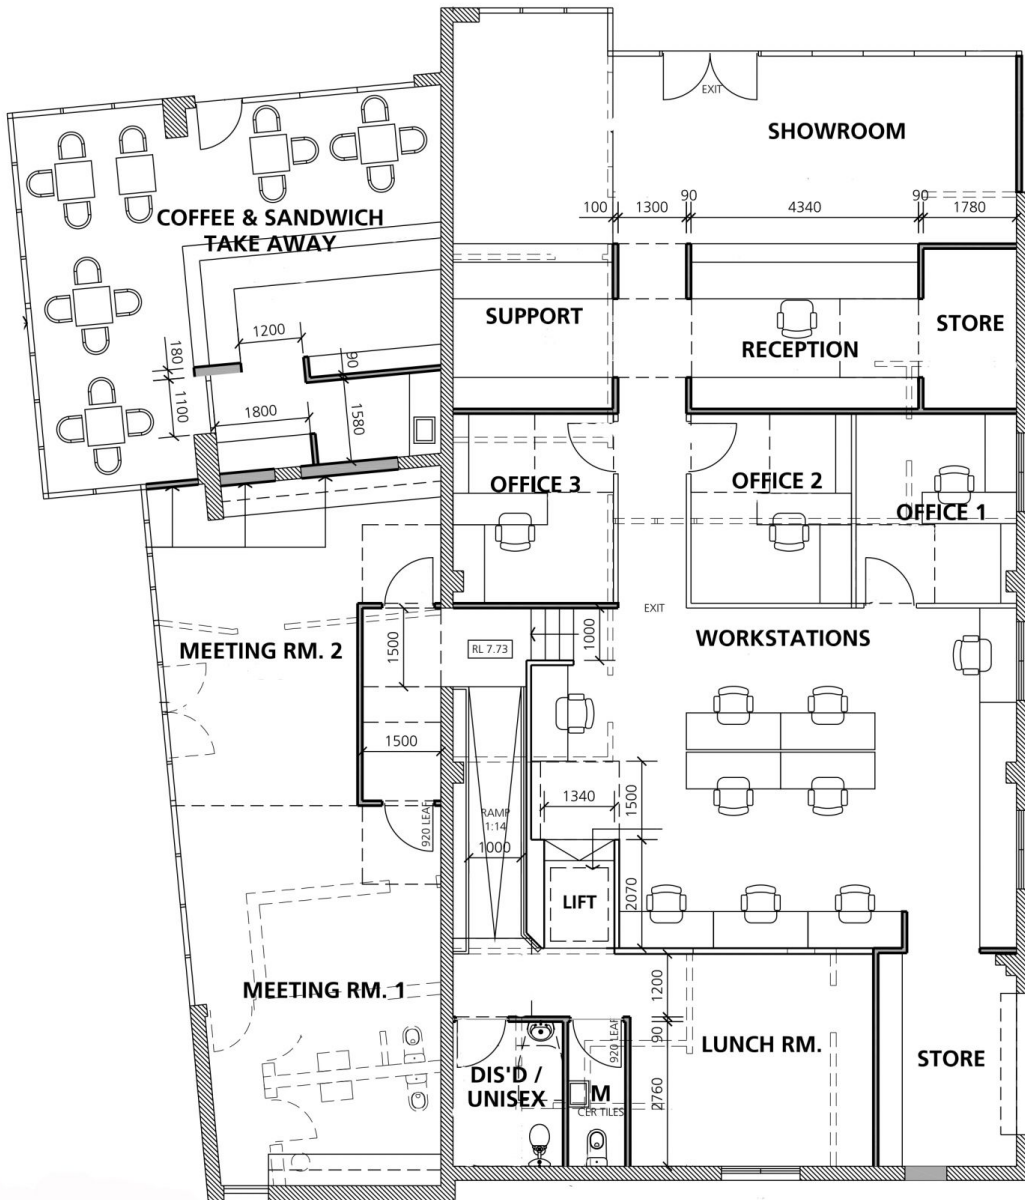 EXIT
SHOWROOM
90
90
100
1300
4340
1780
COFFEE & SANDWICH
TAKE AWAY
SUPPORT
STORE
RECEPTION
1200
180
90
1100
1800
1580
OFFICE 3
OFFICE 2
OFFICE 1
EXIT
WORKSTATIONS
MEETING RM. 2
1500
RL 7.73
1000
1500
1340
1500
920 LEAF
RAMP
1:14
1000
LIFT
2070
MEETING RM. 1
1200
90
920 LEAF
LUNCH RM.
STORE
DIS'D /
UNISEX
M
CER TILES
2760